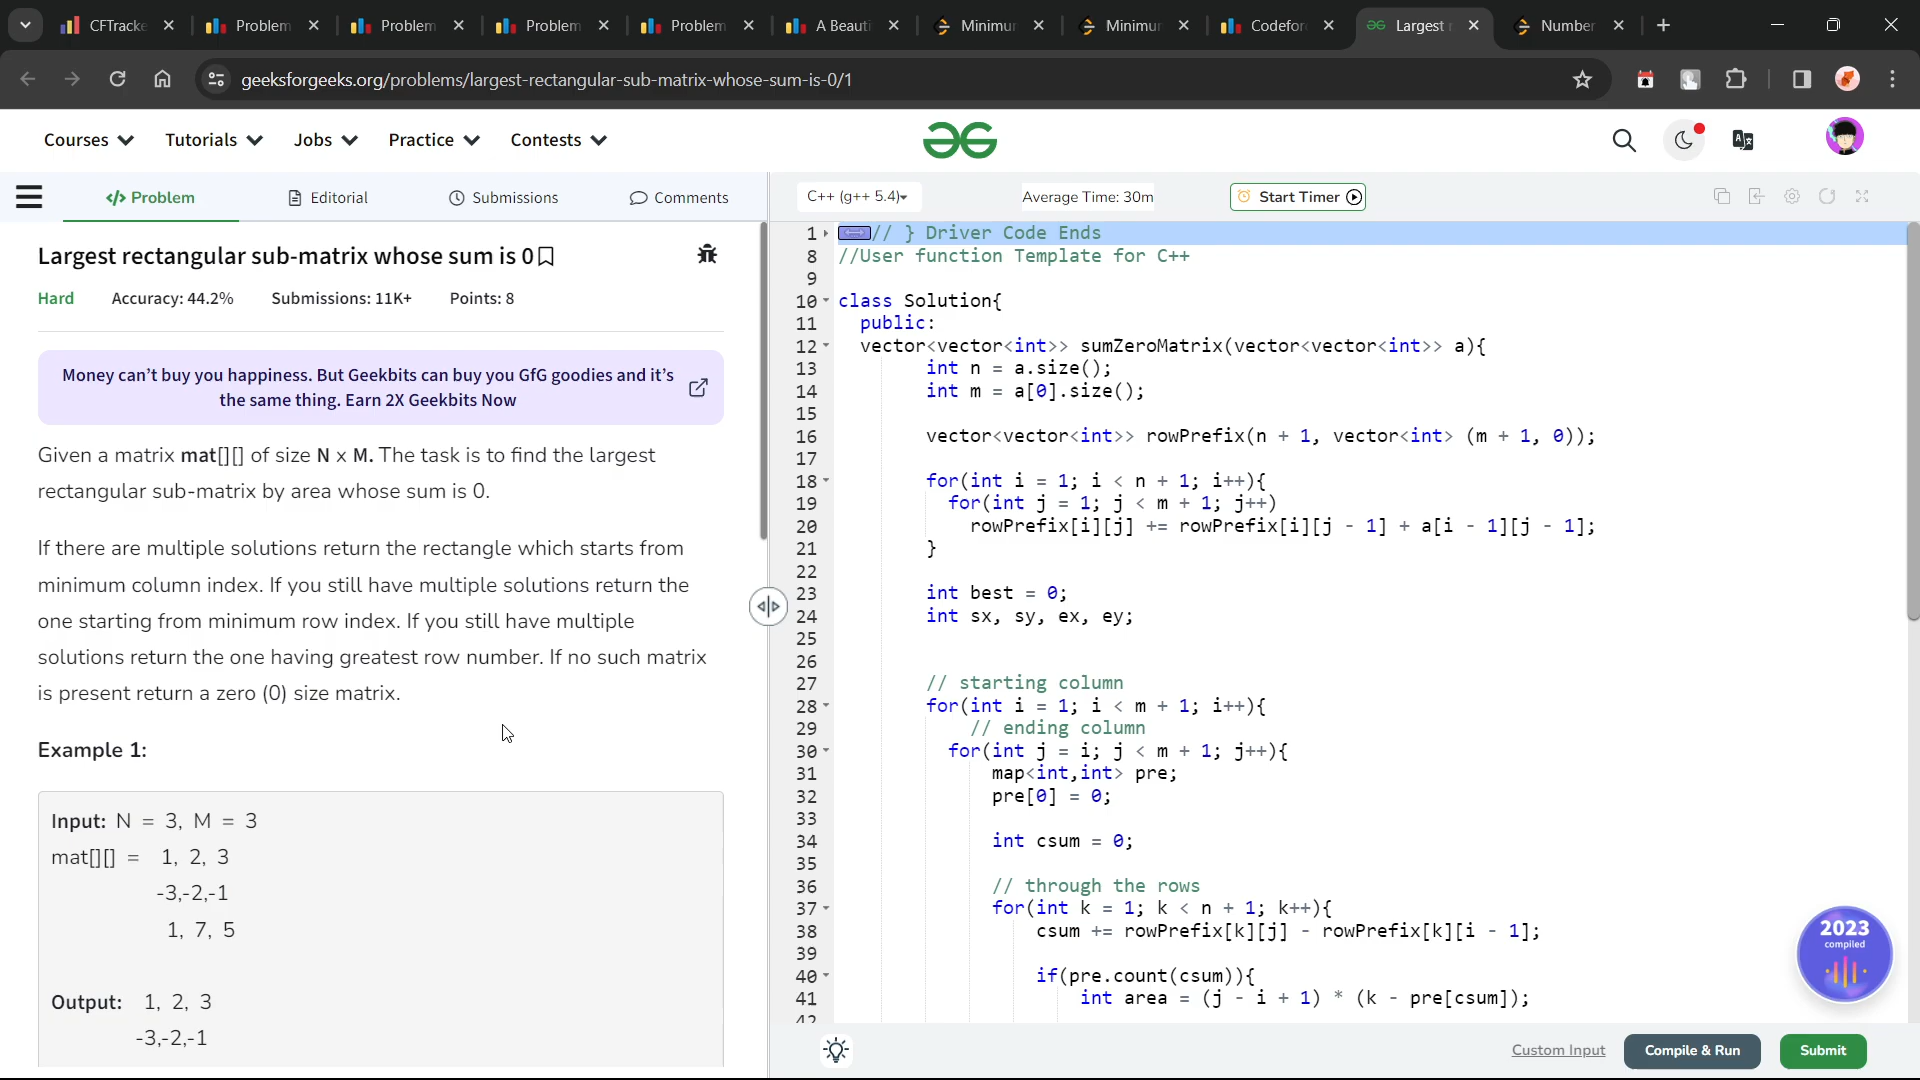 CFTracke
Problem
Problem
Problem
Problem
A Beauti
Minimum
Minimum
Codefor
Largest r
Number
geeksforgeeks.org/problems/largest-rectangular-sub-matrix-whose-sum-is-0/1
Courses Tutorials Jobs Practice Contests
</> Problem Editorial Submissions Comments
C++ (g++ 5.4) Average Time: 30m Start Timer
Largest rectangular sub-matrix whose sum is 0
Hard Accuracy: 44.2% Submissions: 11K+ Points: 8
Money can't buy you happiness. But Geekbits can buy you GfG goodies and it's
the same thing. Earn 2X Geekbits Now
Given a matrix mat[][] of size N x M. The task is to find the largest
rectangular sub-matrix by area whose sum is 0.
If there are multiple solutions return the rectangle which starts from
minimum column index. If you still have multiple solutions return the
one starting from minimum row index. If you still have multiple
solutions return the one having greatest row number. If no such matrix
is present return a zero (0) size matrix.
Example 1:
Input: N = 3, M = 3
mat[][] = 1, 2, 3
-3,-2,-1
1, 7, 5
Output: 1, 2, 3
-3,-2,-1
1 // } Driver Code Ends
8 //User function Template for C++
9
10 class Solution{
11 public:
12 vector<vector<int>> sumZeroMatrix(vector<vector<int>> a){
13 int n = a.size();
14 int m = a[0].size();
15
16 vector<vector<int>> rowPrefix(n + 1, vector<int> (m + 1, 0));
17
18 for(int i = 1; i < n + 1; i++){
19 for(int j = 1; j < m + 1; j++)
20 rowPrefix[i][j] += rowPrefix[i][j - 1] + a[i - 1][j - 1];
21 }
22
23 int best = 0;
24 int sx, sy, ex, ey;
25
26
27 // starting column
28 for(int i = 1; i < m + 1; i++){
29 // ending column
30 for(int j = i; j < m + 1; j++){
31 map<int,int> pre;
32 pre[0] = 0;
33
34 int csum = 0;
35
36 // through the rows
37 for(int k = 1; k < n + 1; k++){
38 csum += rowPrefix[k][j] - rowPrefix[k][i - 1];
39
40 if(pre.count(csum)){
41 int area = (j - i + 1) * (k - pre[csum]);
42
2023
compiled
Custom Input Compile & Run Submit